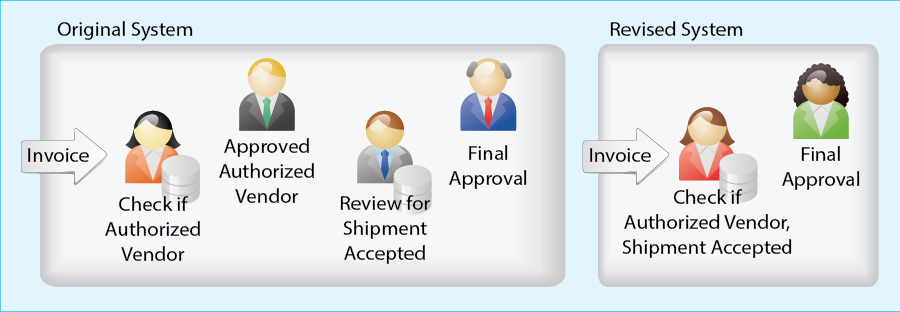 Original System
Invoice
Check if
Authorized
Vendor
Approved
Authorized
Vendor
Review for
Shipment
Accepted
Final
Approval
Revised System
Invoice
Check if
Authorized Vendor,
Shipment Accepted
Final
Approval